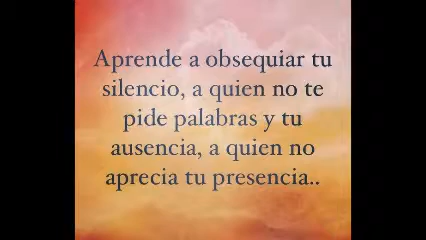 Aprende a obsequiar tu
silencio, a quien no te
pide palabras y tu
ausencia, a quien no
aprecia tu presencia..